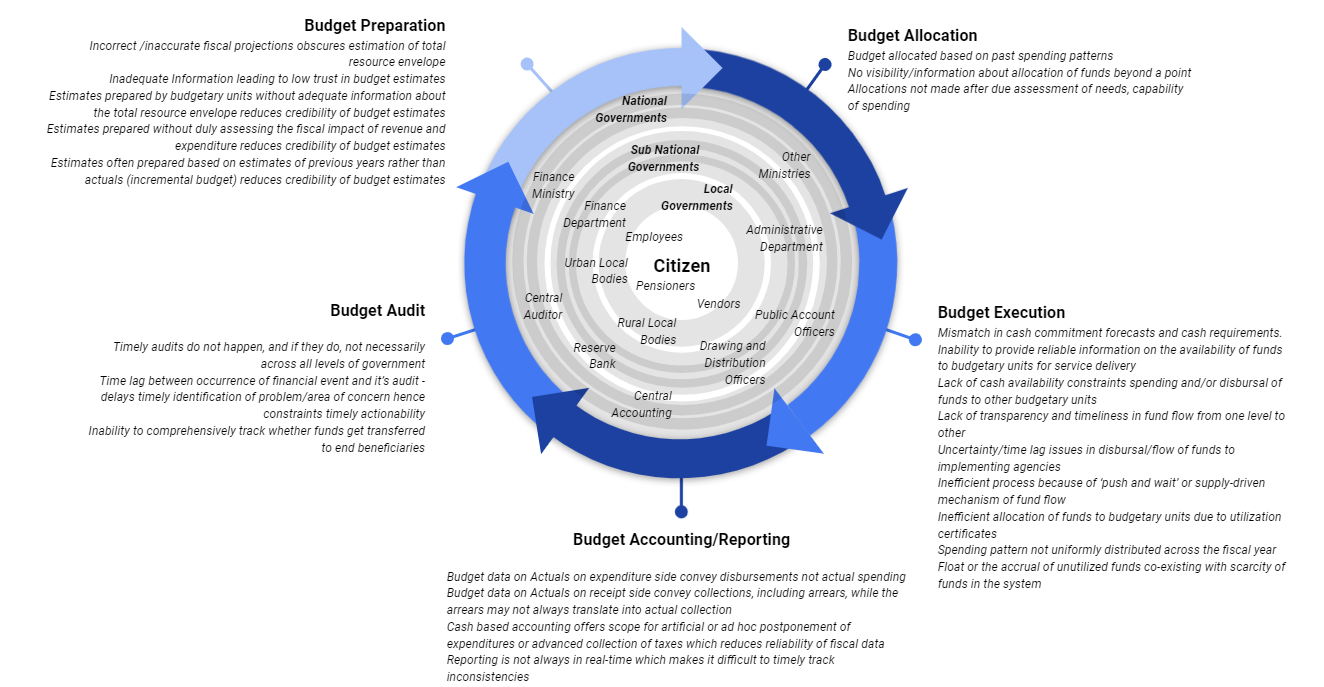 Budget Preparation
Incorrect /inaccurate fiscal projections obscures estimation of total
resource envelope
Inadequate Information leading to low trust in budget estimates
Estimates prepared by budgetary units without adequate information about
the total resource envelope reduces credibility of budget estimates
Estimates prepared without duly assessing the fiscal impact of revenue and
expenditure reduces credibility of budget estimates
Estimates often prepared based on estimates of previous years rather than
actuals (incremental budget) reduces credibility of budget estimates
Budget Allocation
Budget allocated based on past spending patterns
No visibility/information about allocation of funds beyond a point
Allocations not made after due assessment of needs, capability
of spending
National
Governments
Sub National
Governments
Local
Governments
Other
Ministries
Finance
Ministry
Finance
Department
Employees
Administrative
Department
Urban Local
Bodies
Citizen
Pensioners
Vendors
Central
Auditor
Rural Local
Bodies
Public Account
Officers
Reserve
Bank
Drawing and
Distribution
Officers
Central
Accounting
Budget Audit
Timely audits do not happen, and if they do, not necessarily
across all levels of government
Time lag between occurrence of financial event and it's audit -
delays timely identification of problem/area of concern hence
constraints timely actionability
Inability to comprehensively track whether funds get transferred
to end beneficiaries
Budget Execution
Mismatch in cash commitment forecasts and cash requirements.
Inability to provide reliable information on the availability of funds
to budgetary units for service delivery
Lack of cash availability constraints spending and/or disbursal of
funds to other budgetary units
Lack of transparency and timeliness in fund flow from one level to
other
Uncertainty/time lag issues in disbursal/flow of funds to
implementing agencies
Inefficient process because of ‘push and wait’ or supply-driven
mechanism of fund flow
Inefficient allocation of funds to budgetary units due to utilization
certificates
Spending pattern not uniformly distributed across the fiscal year
Float or the accrual of unutilized funds co-existing with scarcity of
funds in the system
Budget Accounting/Reporting
Budget data on Actuals on expenditure side convey disbursements not actual spending
Budget data on Actuals on receipt side convey collections, including arrears, while the
arrears may not always translate into actual collection
Cash based accounting offers scope for artificial or ad hoc postponement of
expenditures or advanced collection of taxes which reduces reliability of fiscal data
Reporting is not always in real-time which makes it difficult to timely track
inconsistencies